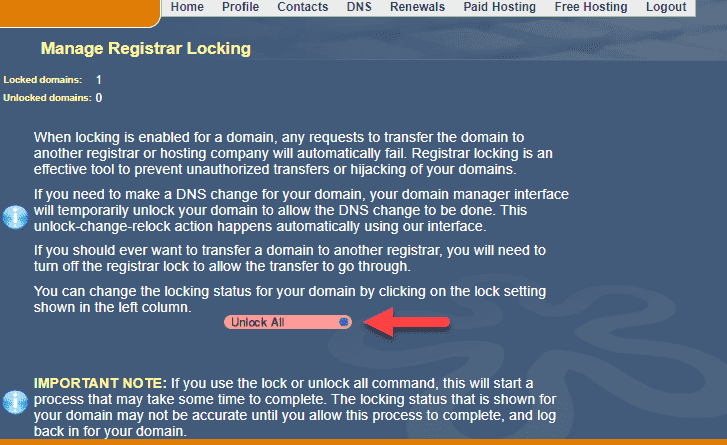 Home Profile Contacts DNS Renewals Paid Hosting Free Hosting Logout
Manage Registrar Locking
Locked domains: 1
Unlocked domains: 0
When locking is enabled for a domain, any requests to transfer the domain to
another registrar or hosting company will automatically fail. Registrar locking is an
effective tool to prevent unauthorized transfers or hijacking of your domains.
If you need to make a DNS change for your domain, your domain manager interface
will temporarily unlock your domain to allow the DNS change to be done. This
unlock-change-relock action happens automatically using our interface.
If you should ever want to transfer a domain to another registrar, you will need to
turn off the registrar lock to allow the transfer to go through.
You can change the locking status for your domain by clicking on the lock setting
shown in the left column.
Unlock All
IMPORTANT NOTE: If you use the lock or unlock all command, this will start a
process that may take some time to complete. The locking status that is shown for
your domain may not be accurate until you allow this process to complete, and log
back in for your domain.